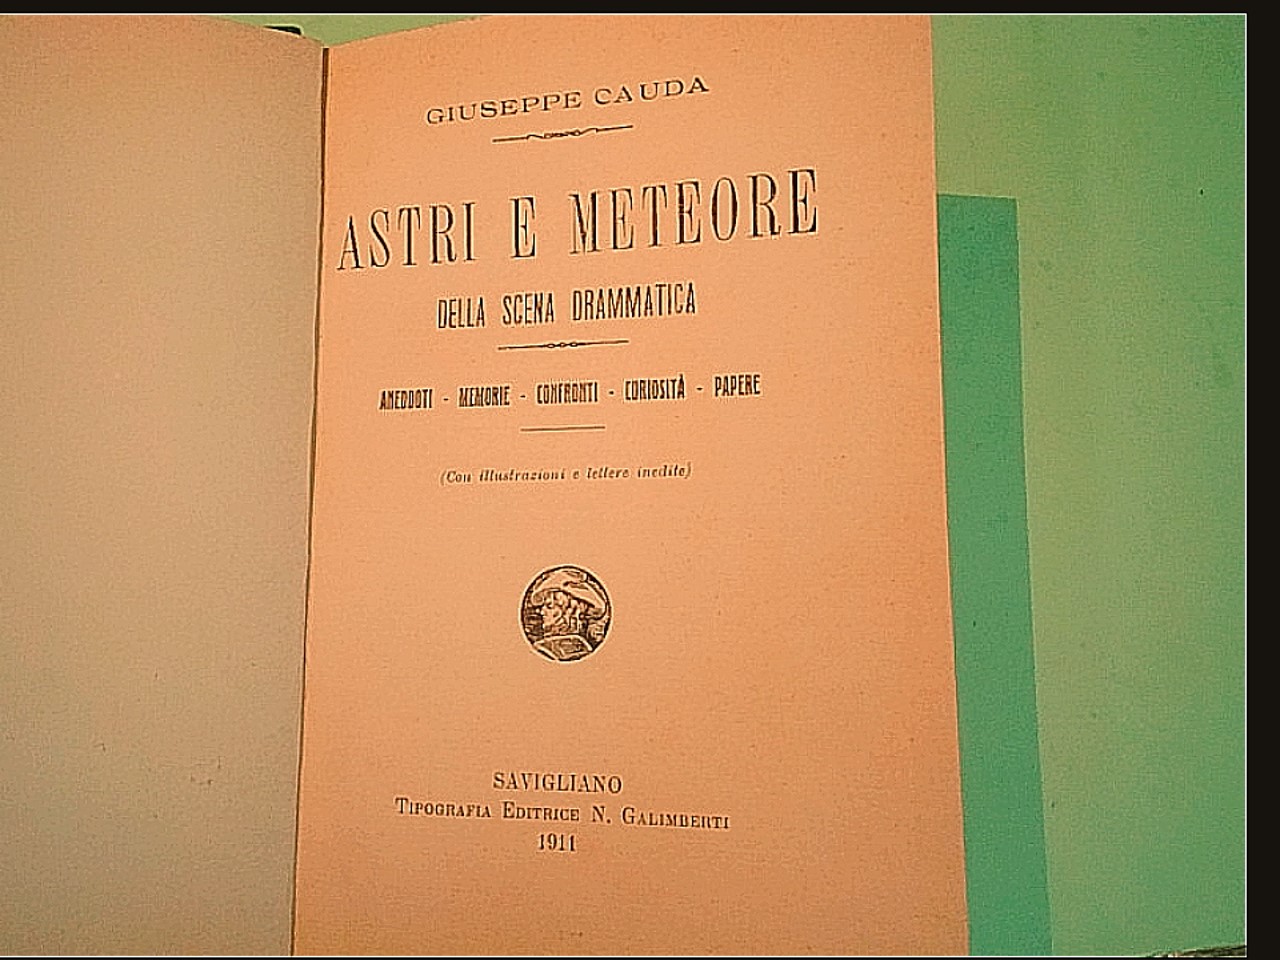 GIUSEPPE CAUDA
ASTRI E METEORE
DELLA SCENA DRAMMATICA
ANEDDOTI - MEMORIE - CONFRONTI - CURIOSITÀ - PAPERE
(Con illustrazioni e lettere inedite)
SAVIGLIANO
TIPOGRAFIA EDITRICE N. GALIMBERTI
1911